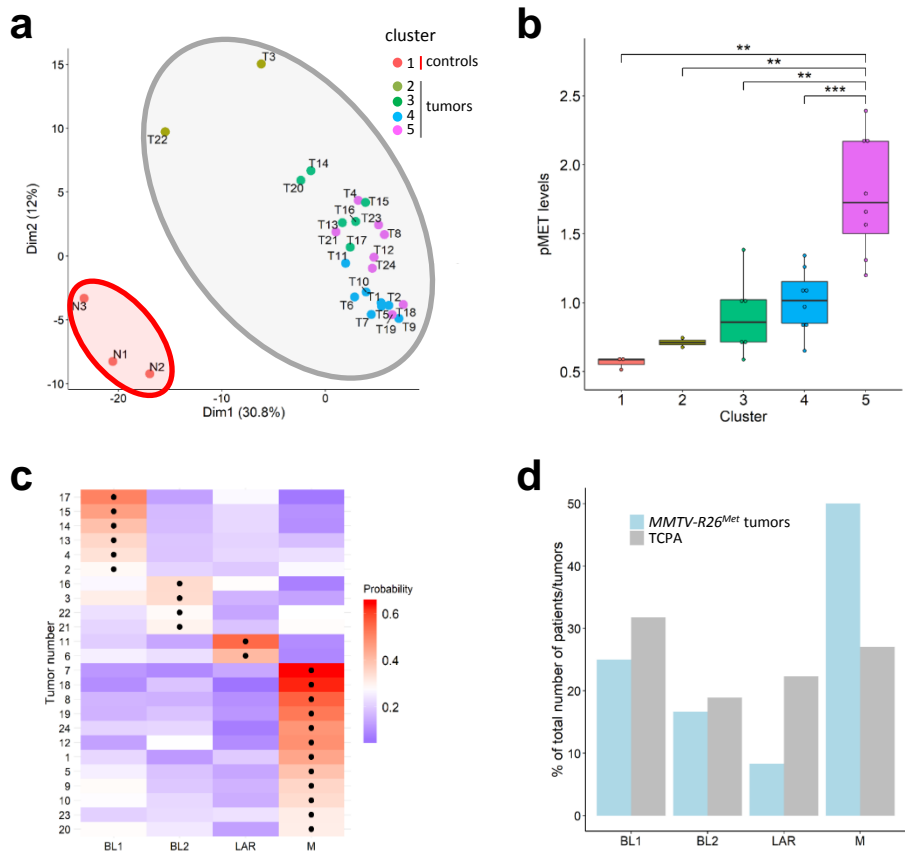 a
cluster
1 controls
2
3
4
5
tumors
15
10
5
0
-5
-10
Dim2 (12%)
-20
-10
0
Dim1 (30.8%)
T3
T22
T14
T20
T4
T15
T16
T23
T13
T21
T8
T17
T11
T12
T24
T10
T6
T1
T2
T7
T5
T18
T19
T9
N3
N1
N2
b
**
**
**
***
2.5
2.0
1.5
1.0
0.5
pMET levels
1 2 3 4 5
Cluster
c
Tumor number
17
15
14
13
4
2
16
3
22
21
11
6
7
18
8
19
24
12
1
5
9
10
23
20
BL1 BL2 LAR M
Probability
0.6
0.4
0.2
d
MMTV-R26Met tumors
TCPA
50
40
30
20
10
0
% of total number of patients/tumors
BL1 BL2 LAR M